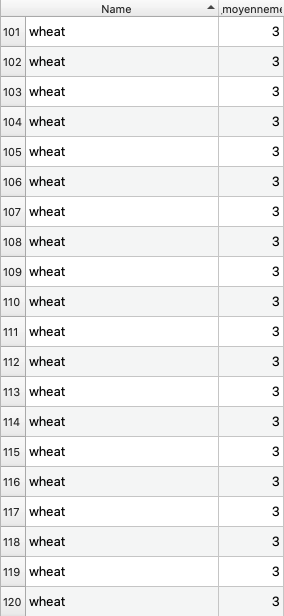 Name _moyenneme
101 wheat 3
102 wheat 3
103 wheat 3
104 wheat 3
105 wheat 3
106 wheat 3
107 wheat 3
108 wheat 3
109 wheat 3
110 wheat 3
111 wheat 3
112 wheat 3
113 wheat 3
114 wheat 3
115 wheat 3
116 wheat 3
117 wheat 3
118 wheat 3
119 wheat 3
120 wheat 3